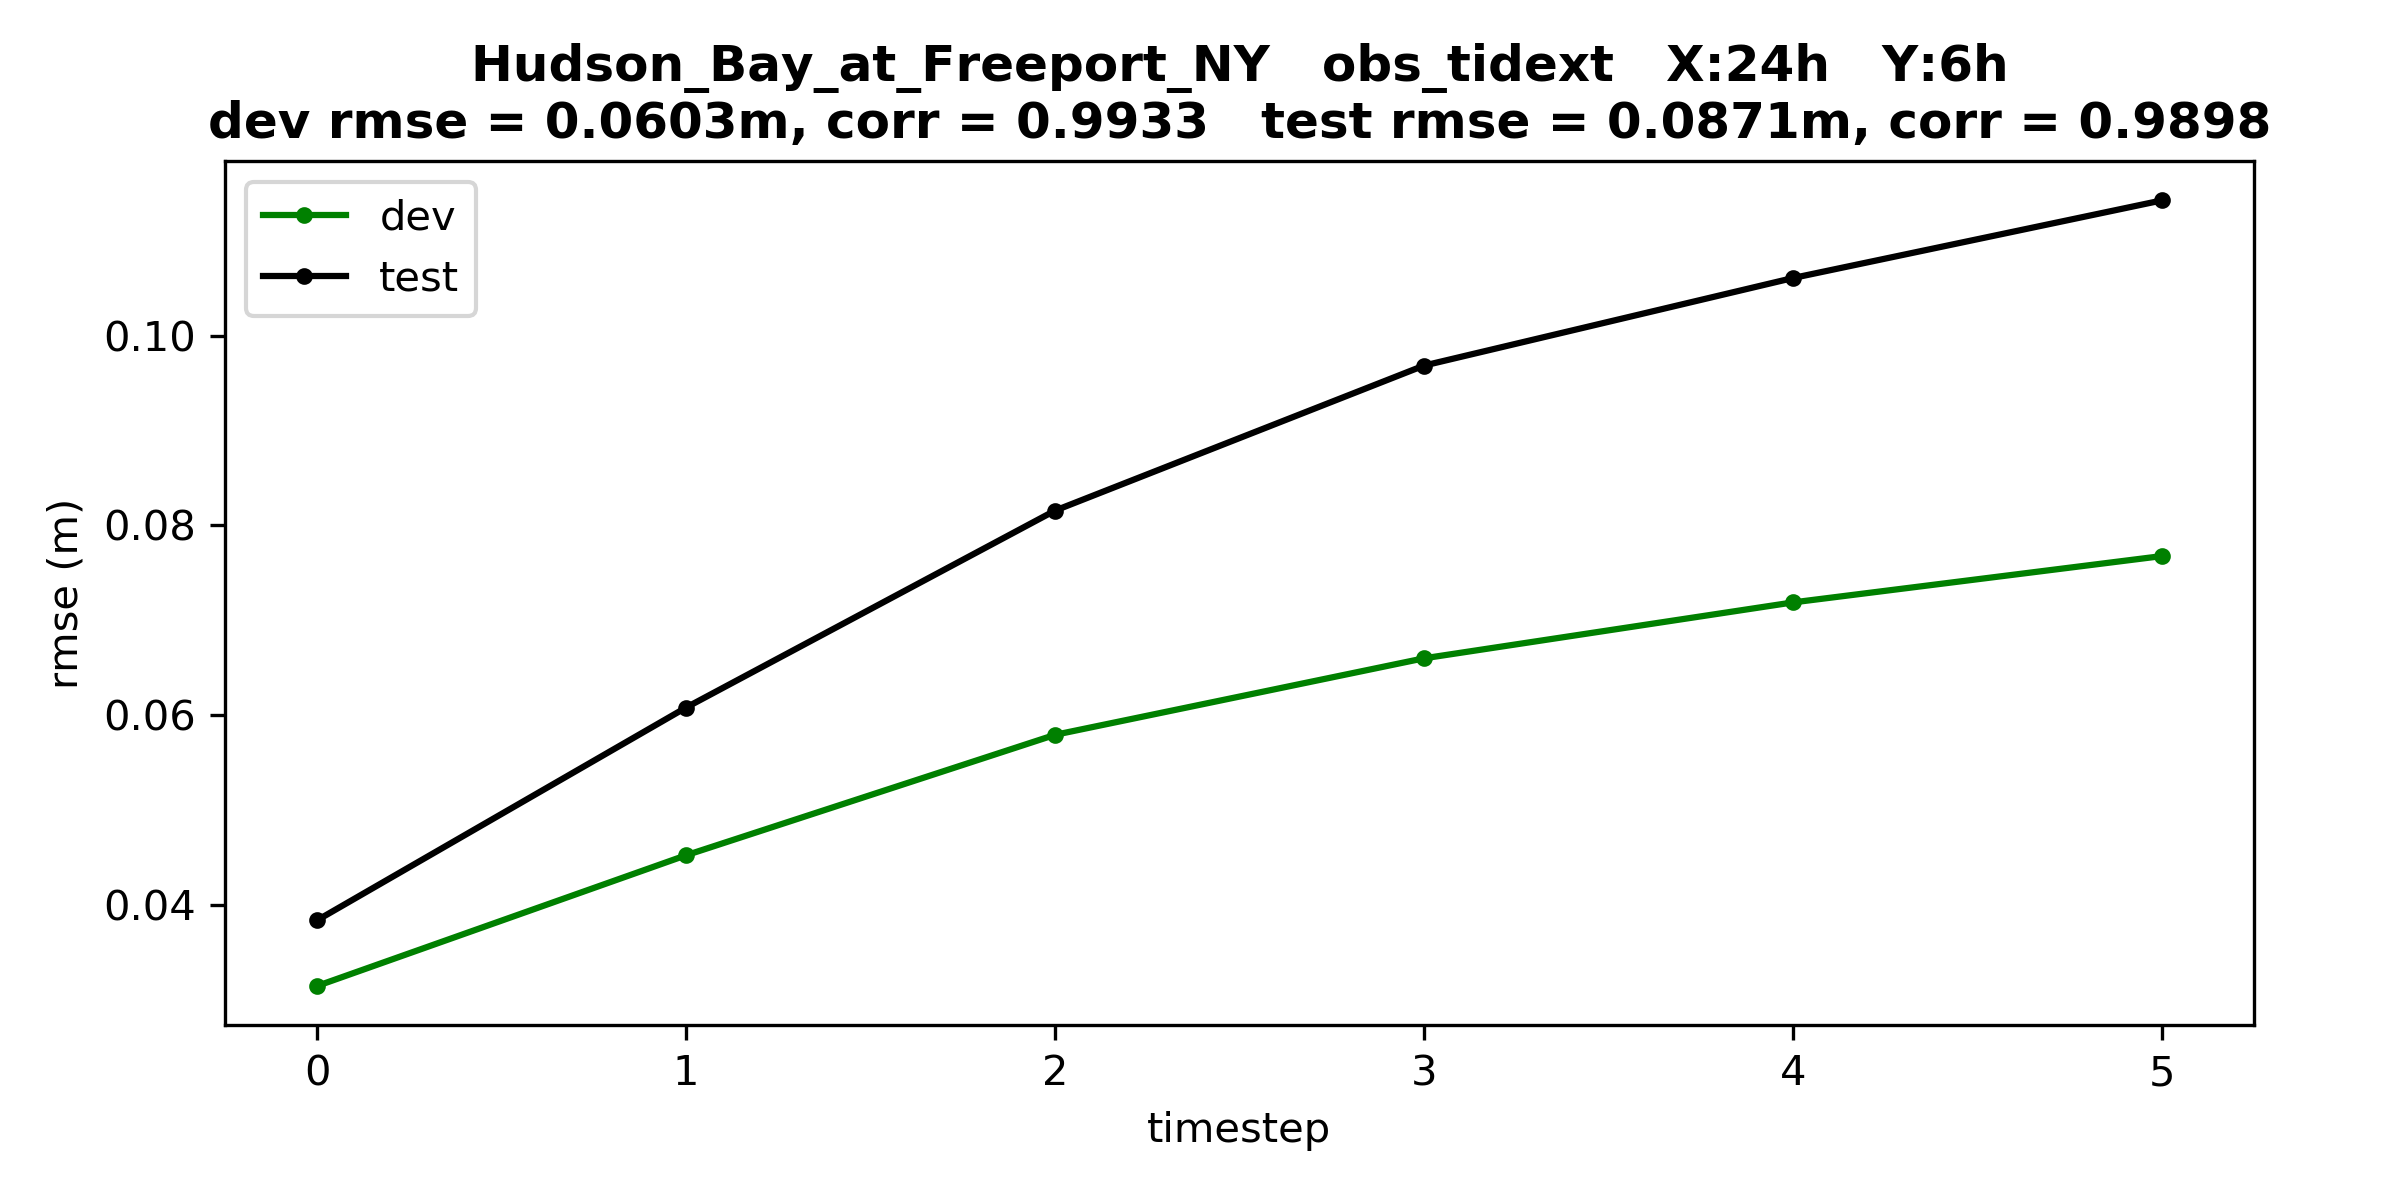 Hudson_Bay_at_Freeport_NY   obs_tidext   X:24h   Y:6h
dev rmse = 0.0603m, corr = 0.9933   test rmse = 0.0871m, corr = 0.9898
dev
test
0.10
0.08
0.06
0.04
rmse (m)
0 1 2 3 4 5
timestep